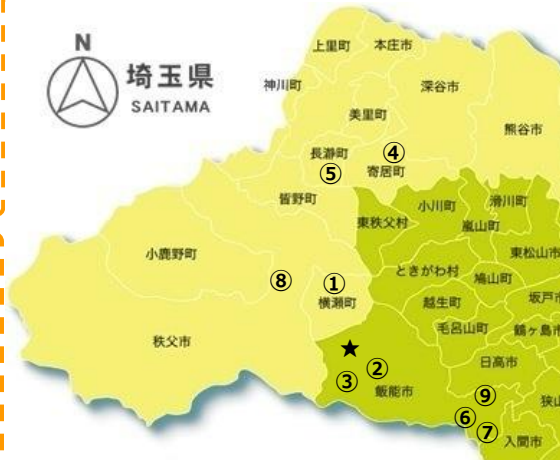 N
埼玉県
SAITAMA
上里町
本庄市
神川町
深谷市
美里町
熊谷市
長瀞町
④
⑤
寄居町
皆野町
小川町
滑川町
東秩父村
嵐山町
小鹿野町
東松山市
⑧
①
ときがわ村
鳩山町
横瀬町
越生町
坂戸
毛呂山町
鶴ヶ島市
秩父市
★
②
日高市
③
飯能市
⑨
狭山
⑥
⑦
入間市